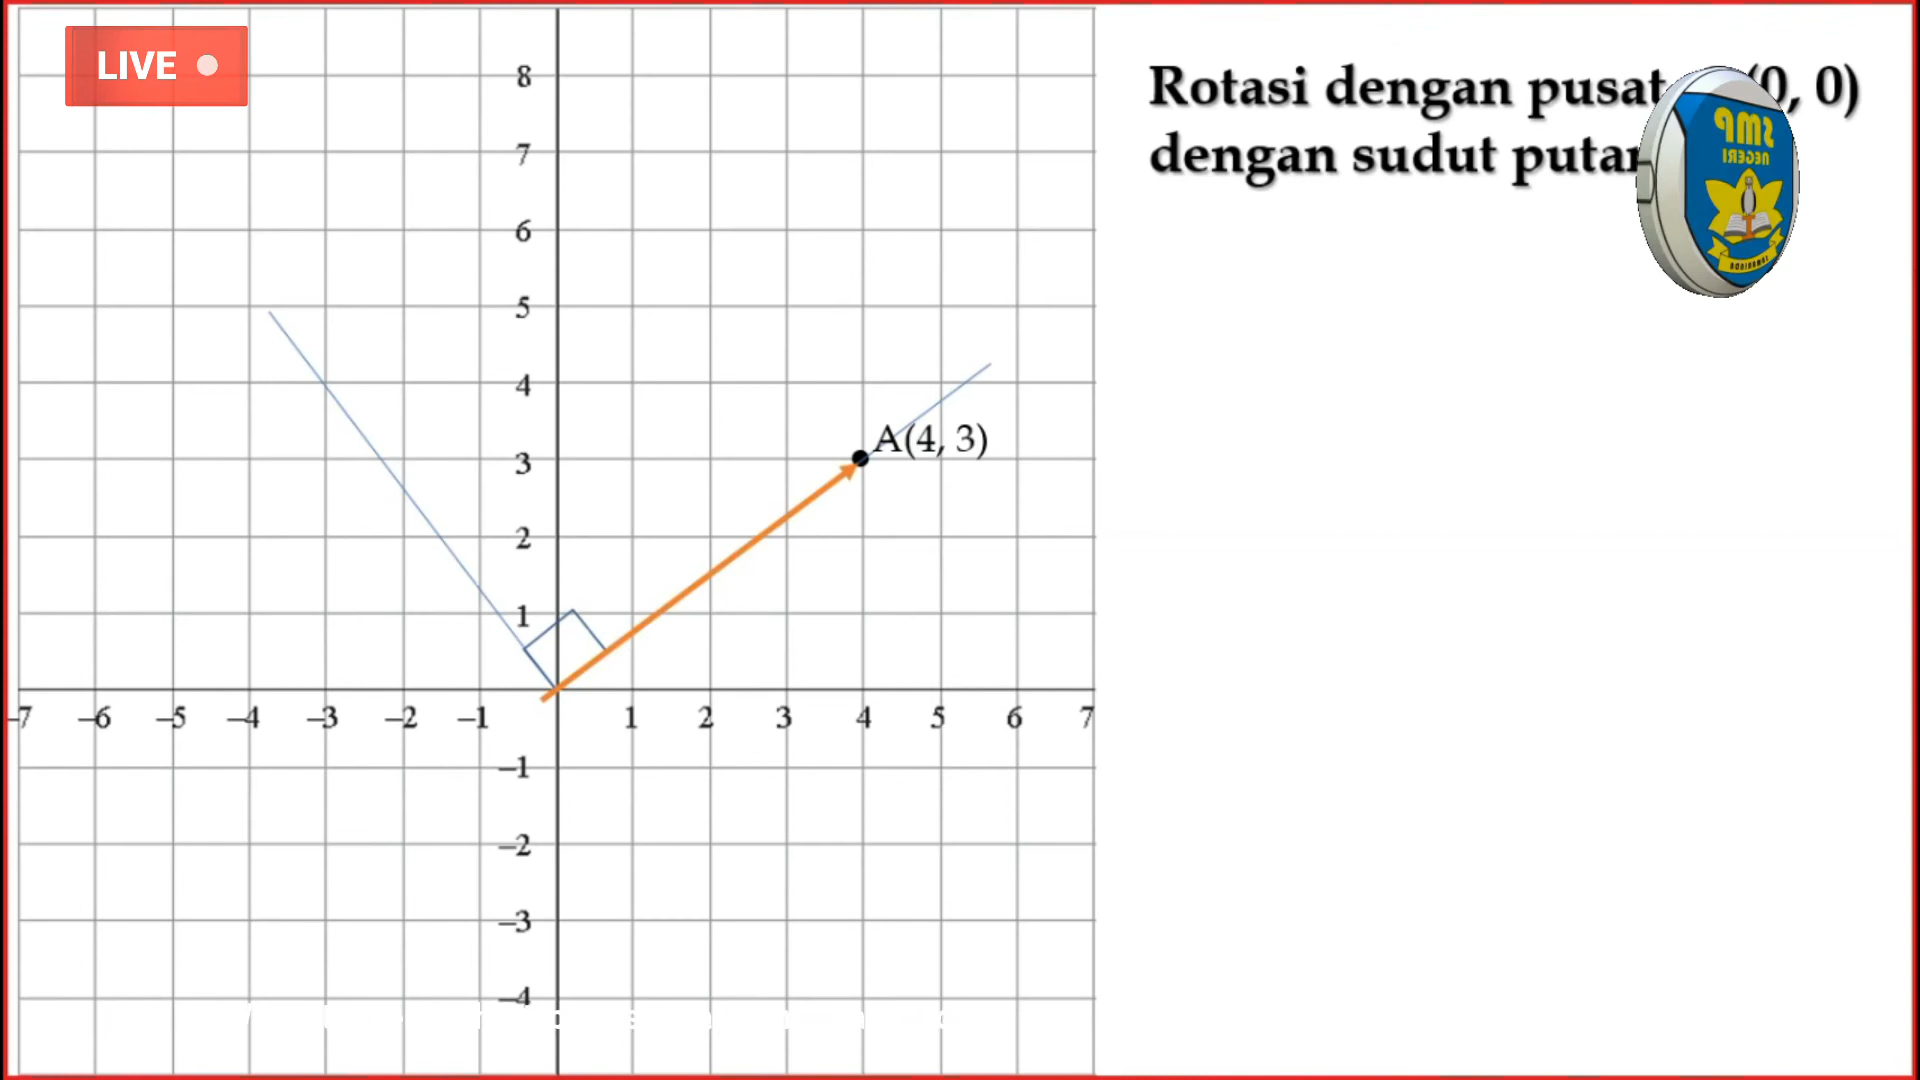 LIVE
Rotasi dengan pusat (0, 0)
dengan sudut putar
8
7
6
5
4
A(4, 3)
3
2
1
–7 –6 –5 –4 –3 –2 –1 1 2 3 4 5 6 7
–1
–2
–3
–4
SMP
NEGERI